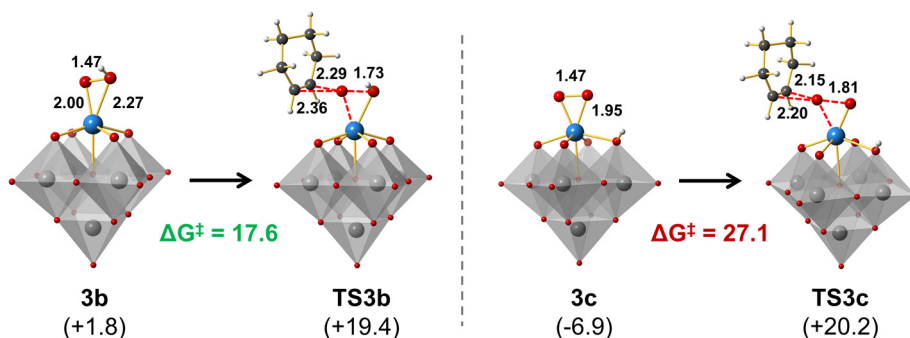 1.47
2.00
2.27
2.29
1.73
2.36
ΔG‡ = 17.6
3b
(+1.8)
TS3b
(+19.4)
1.47
1.95
2.15
1.81
2.20
ΔG‡ = 27.1
3c
(-6.9)
TS3c
(+20.2)